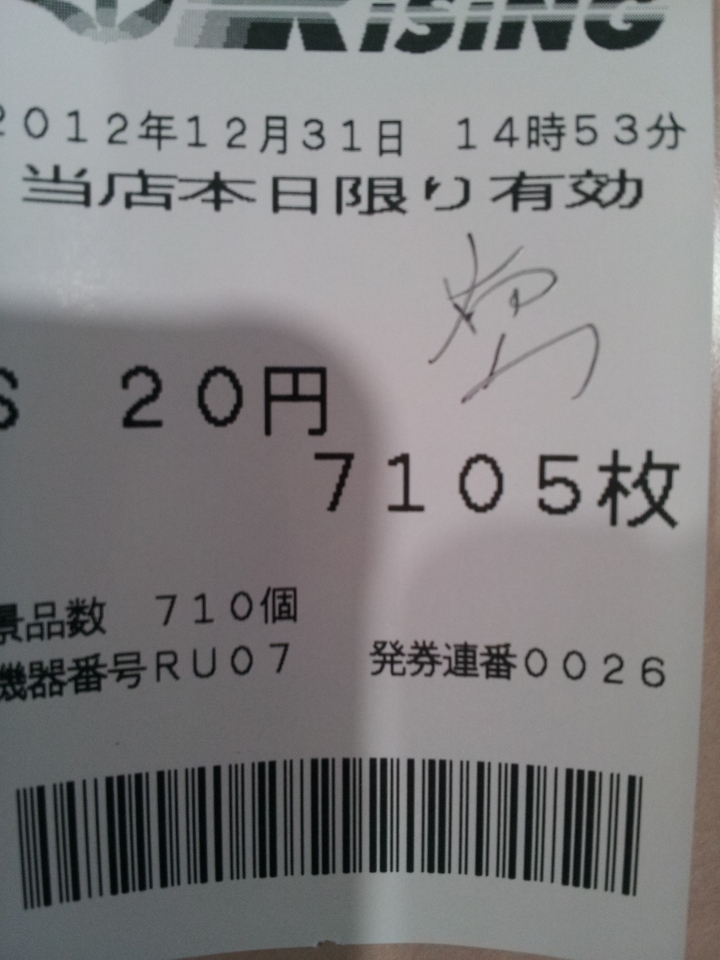 RiSiNG
2012年12月31日　14時53分
当店本日限り有効
S　20円
7105枚
景品数　710個
機器番号RU07　発券連番0026